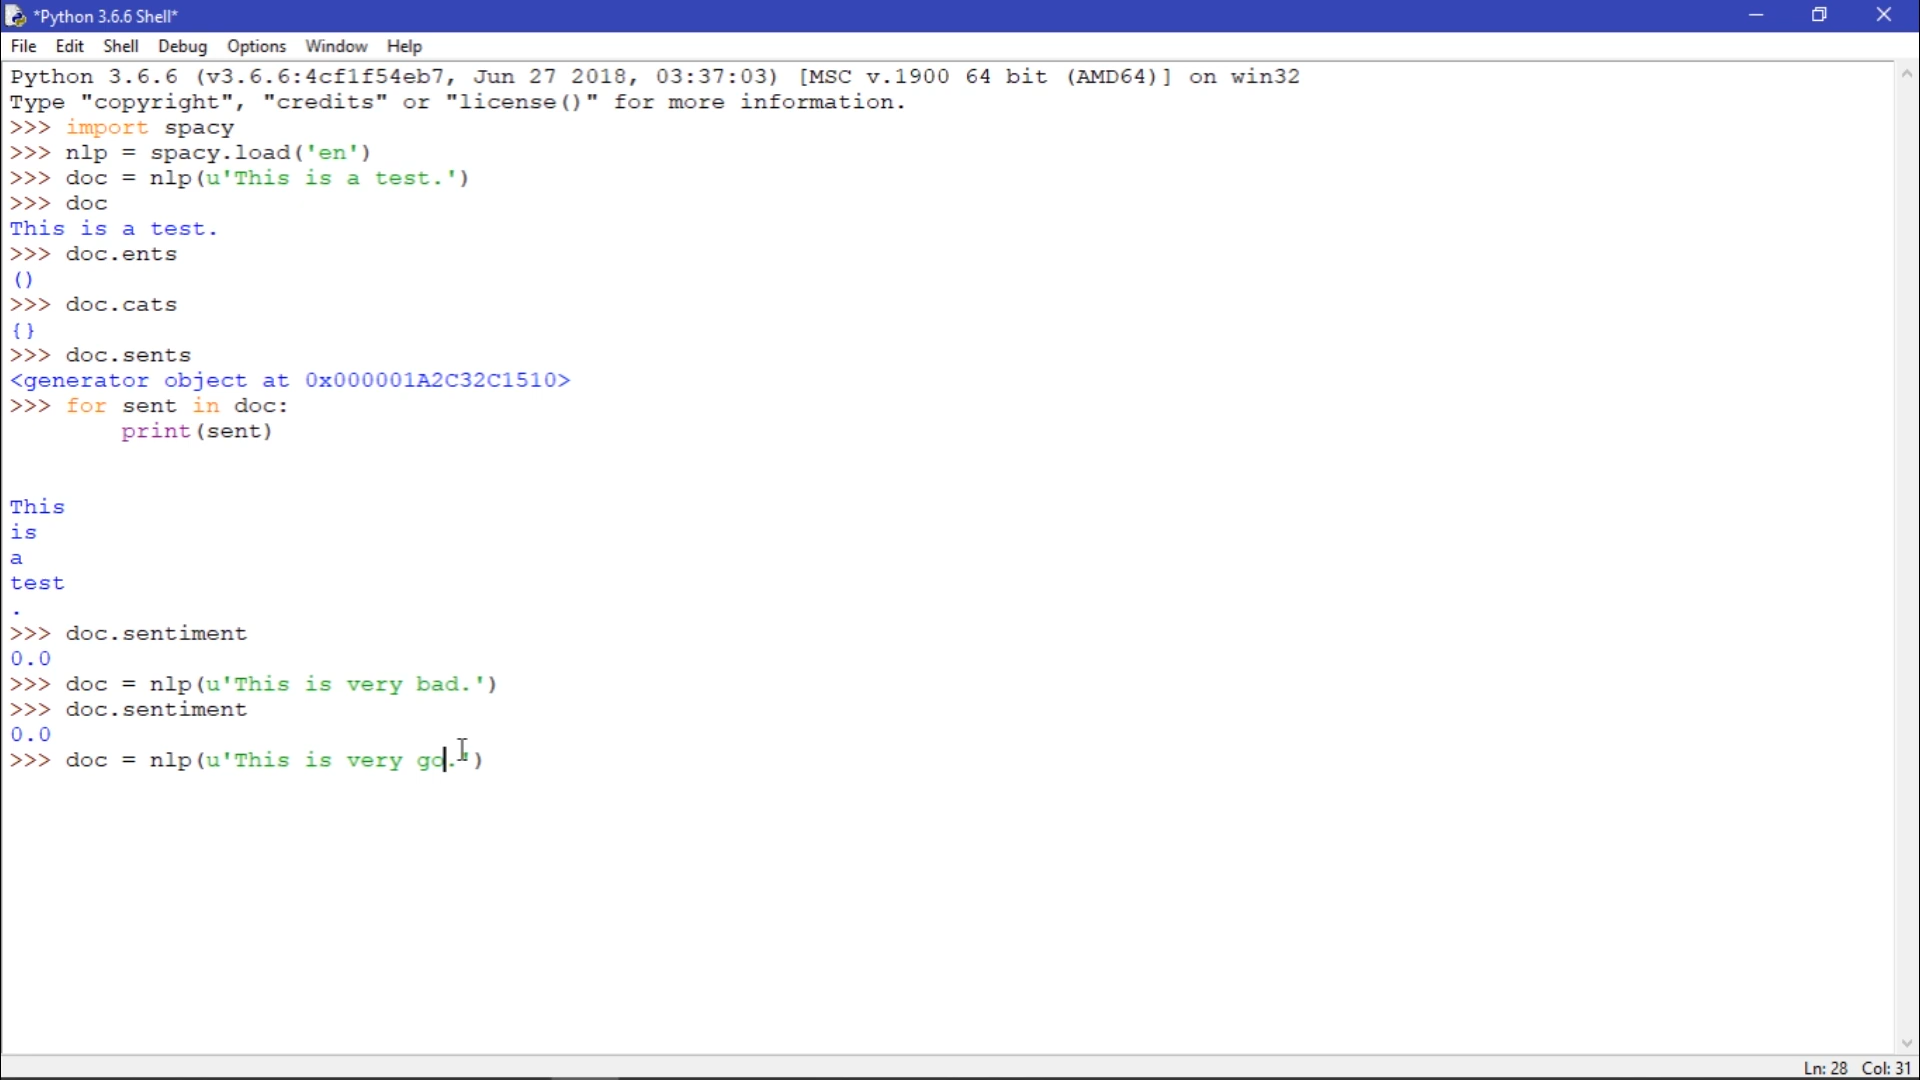 *Python 3.6.6 Shell*
File Edit Shell Debug Options Window Help
Python 3.6.6 (v3.6.6:4cf1f54eb7, Jun 27 2018, 03:37:03) [MSC v.1900 64 bit (AMD64)] on win32
Type "copyright", "credits" or "license()" for more information.
>>> import spacy
>>> nlp = spacy.load('en')
>>> doc = nlp(u'This is a test.')
>>> doc
This is a test.
>>> doc.ents
()
>>> doc.cats
{}
>>> doc.sents
<generator object at 0x000001A2C32C1510>
>>> for sent in doc:
print(sent)
This
is
a
test
.
>>> doc.sentiment
0.0
>>> doc = nlp(u'This is very bad.')
>>> doc.sentiment
0.0
>>> doc = nlp(u'This is very go.')
Ln: 28 Col: 31